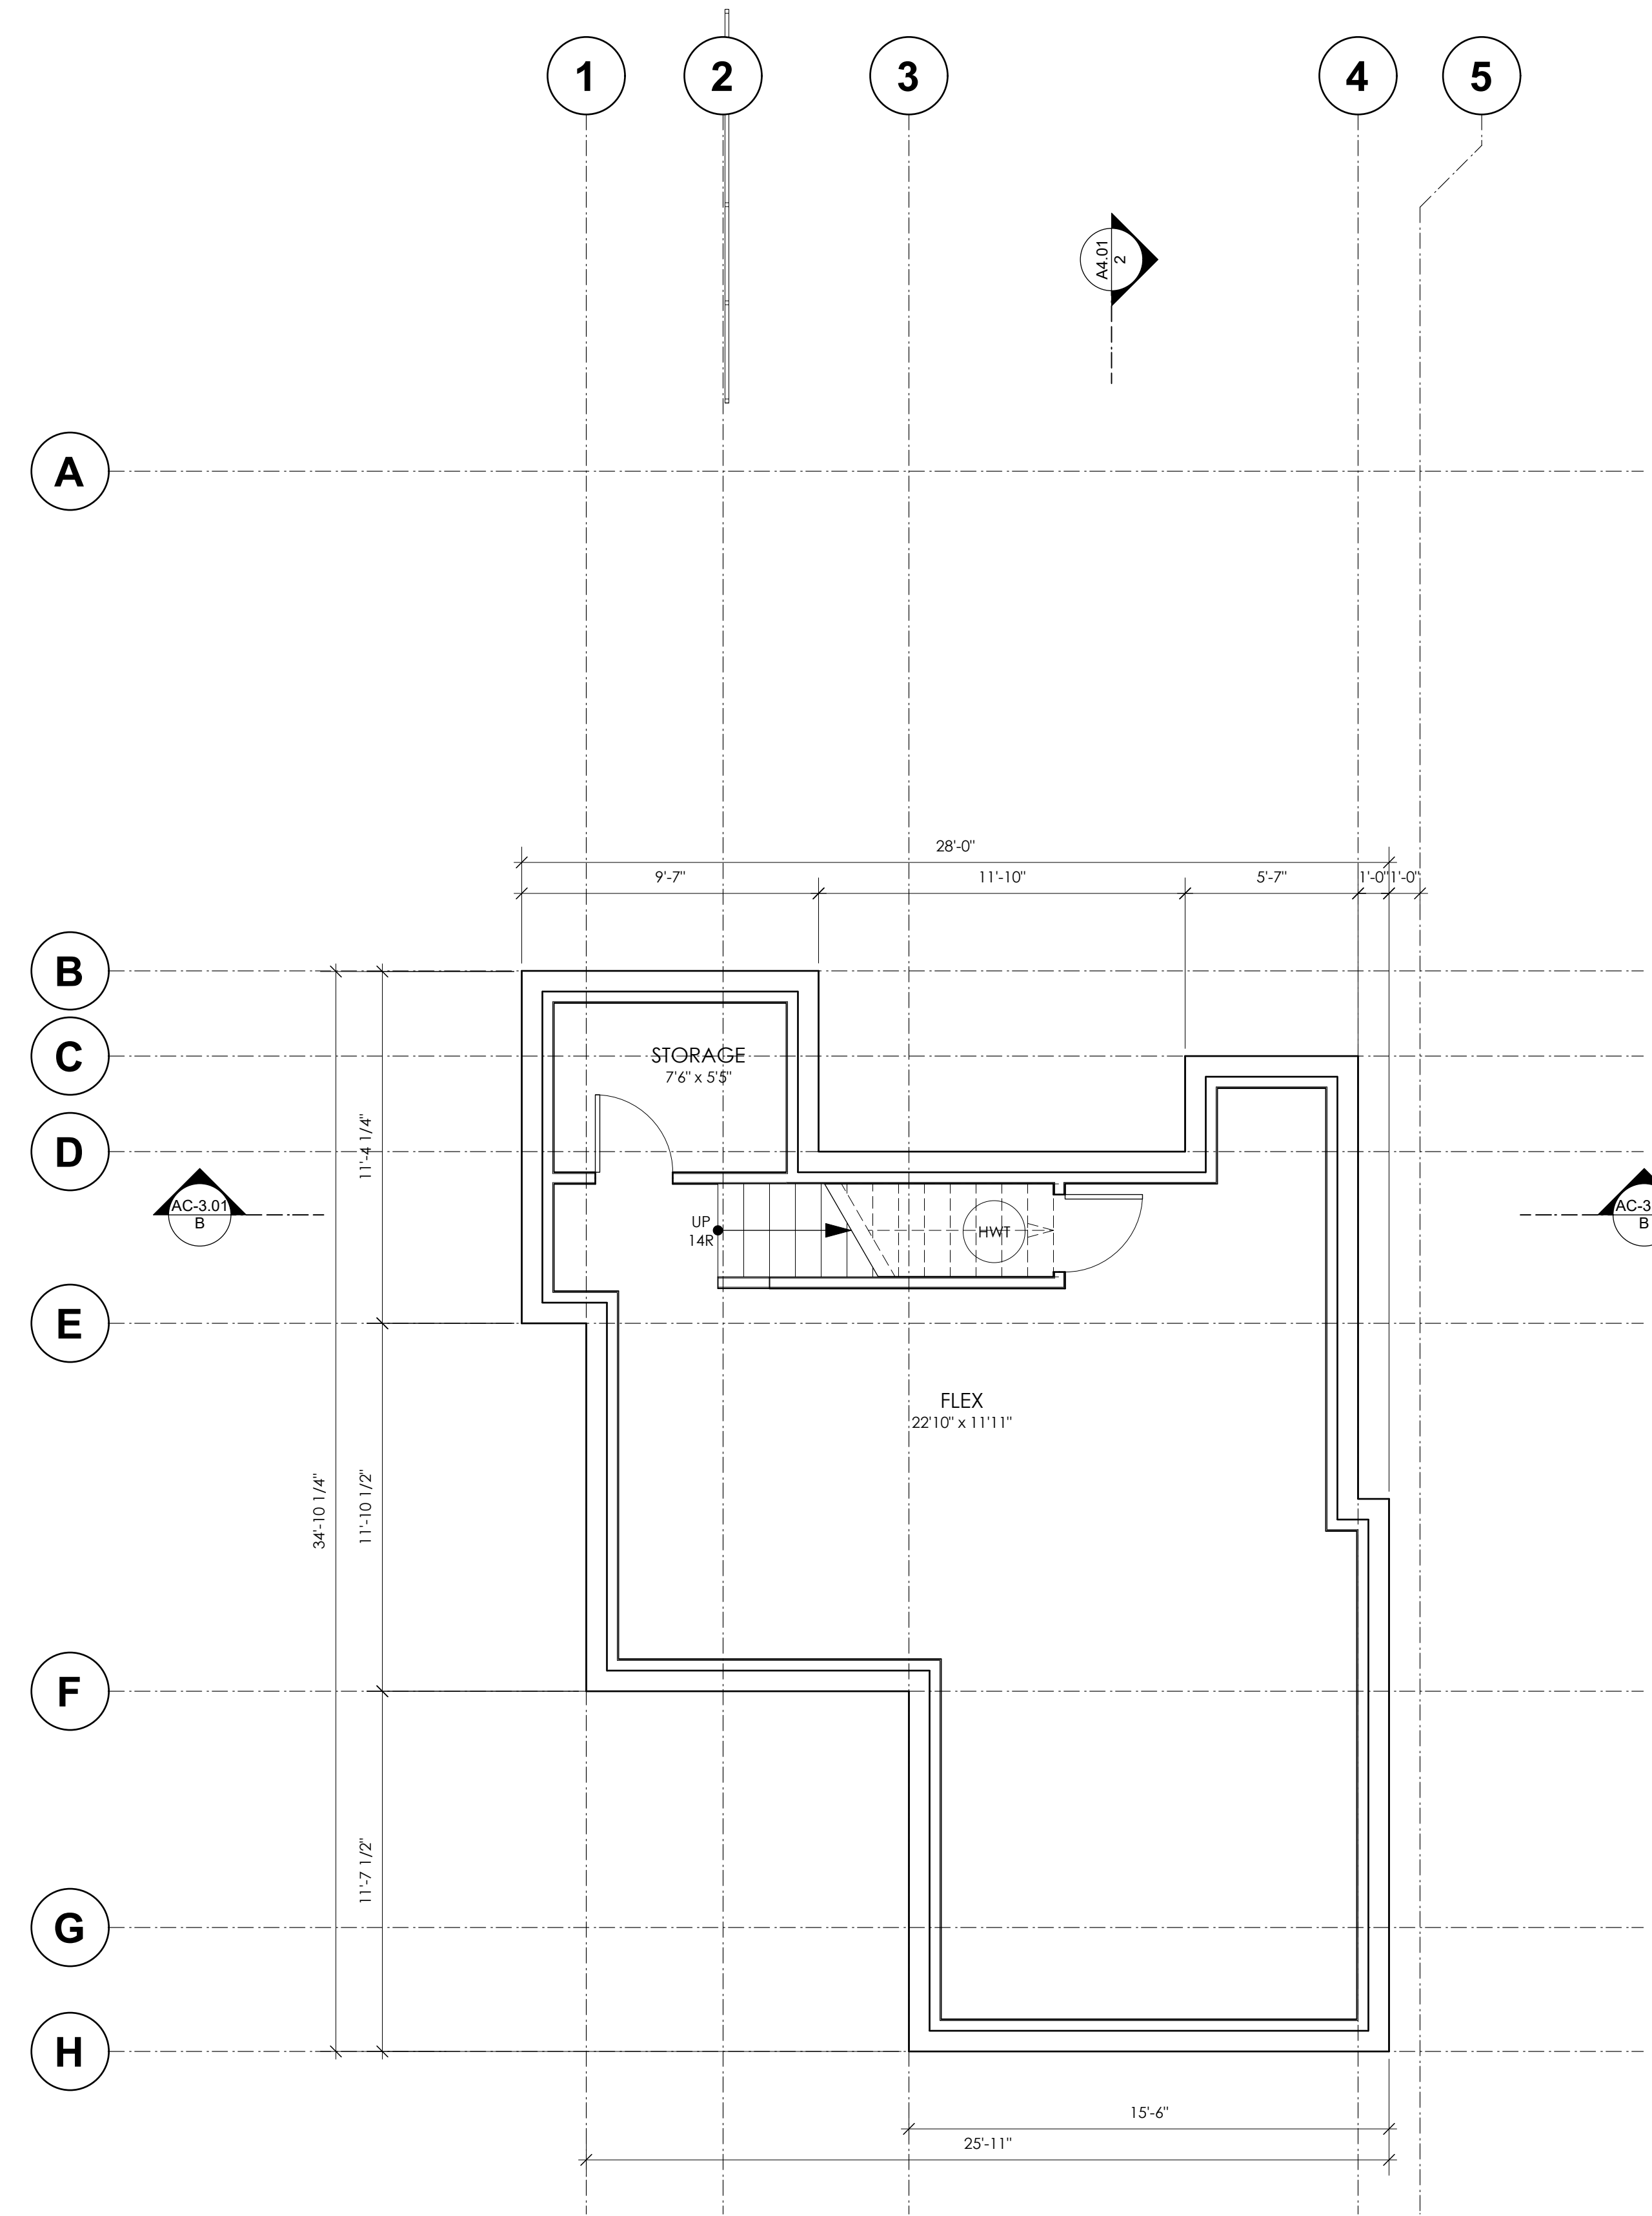 1
2
3
4
5
A4.01
2
A
28'-0"
9'-7"
11'-10"
5'-7"
1'-0"
1'-0"
B
C
STORAGE
7'6" x 5'5"
D
11'-4 1/4"
AC-3.01
B
UP
14R
HWT
AC-3
B
E
FLEX
22'10" x 11'11"
34'-10 1/4"
11'-10 1/2"
F
11'-7 1/2"
G
H
15'-6"
25'-11"